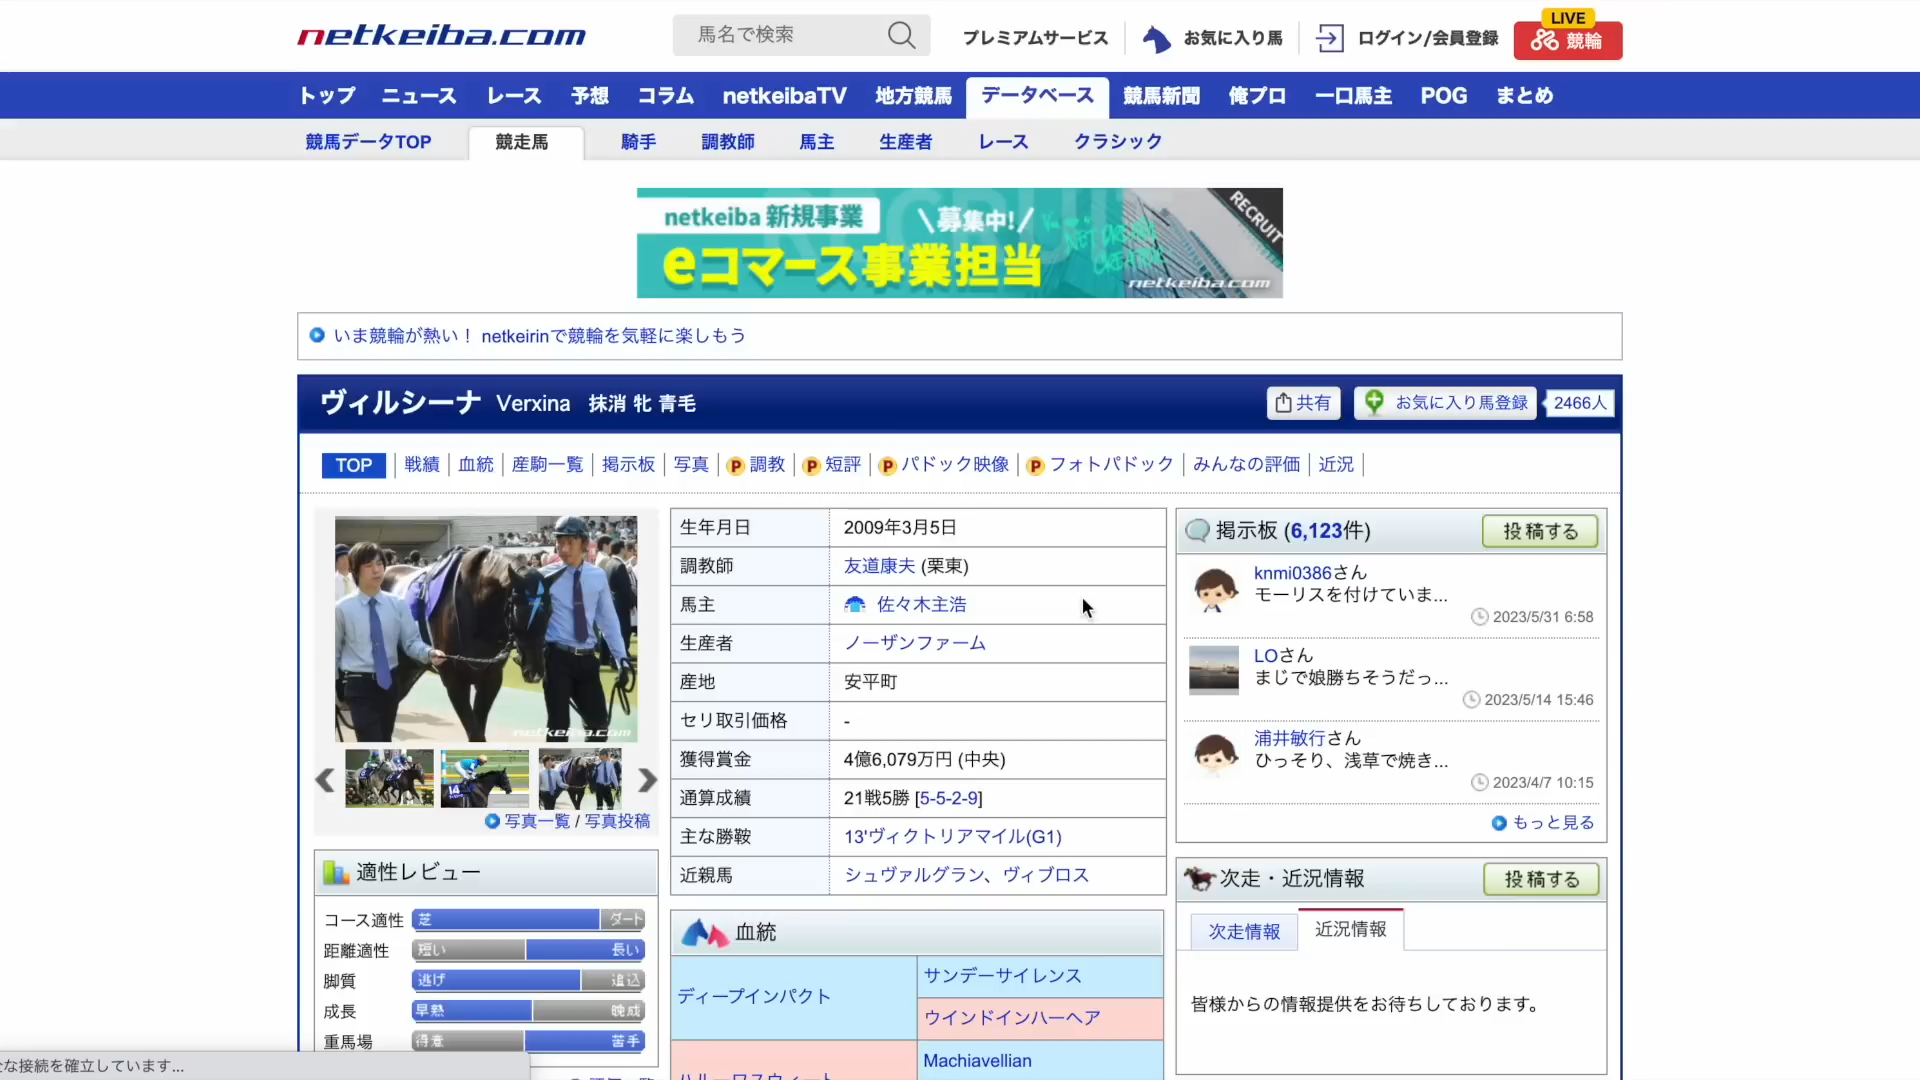 netkeiba.com
馬名で検索
プレミアムサービス
お気に入り馬
ログイン/会員登録
LIVE
競輪
トップ ニュース レース 予想 コラム netkeibaTV 地方競馬 データベース 競馬新聞 俺プロ 一口馬主 POG まとめ
競馬データTOP 競走馬 騎手 調教師 馬主 生産者 レース クラシック
netkeiba 新規事業 \募集中!/
eコマース事業担当
RECRUIT
netkeiba.com
いま競輪が熱い！ netkeirinで競輪を気軽に楽しもう
ヴィルシーナ Verxina 抹消 牝 青毛
共有
お気に入り馬登録
2466人
TOP 戦績 血統 産駒一覧 掲示板 写真 P 調教 P 短評 P パドック映像 P フォトパドック みんなの評価 近況
netkeiba.com
写真一覧 / 写真投稿
適性レビュー
コース適性 芝 ダート
距離適性 短い 長い
脚質 逃げ 追込
成長 早熟 晩成
重馬場 得意 苦手
生年月日 2009年3月5日
調教師 友道康夫 (栗東)
馬主 佐々木主浩
生産者 ノーザンファーム
産地 安平町
セリ取引価格 -
獲得賞金 4億6,079万円 (中央)
通算成績 21戦5勝 [5-5-2-9]
主な勝鞍 13'ヴィクトリアマイル(G1)
近親馬 シュヴァルグラン、ヴィブロス
血統
ディープインパクト
サンデーサイレンス
ウインドインハーヘア
Machiavellian
掲示板 (6,123件)
投稿する
knmi0386さん
モーリスを付けていま...
2023/5/31 6:58
LOさん
まじで娘勝ちそうだっ...
2023/5/14 15:46
浦井敏行さん
ひっそり、浅草で焼き...
2023/4/7 10:15
もっと見る
次走・近況情報
投稿する
次走情報 近況情報
皆様からの情報提供をお待ちしております。
な接続を確立しています...